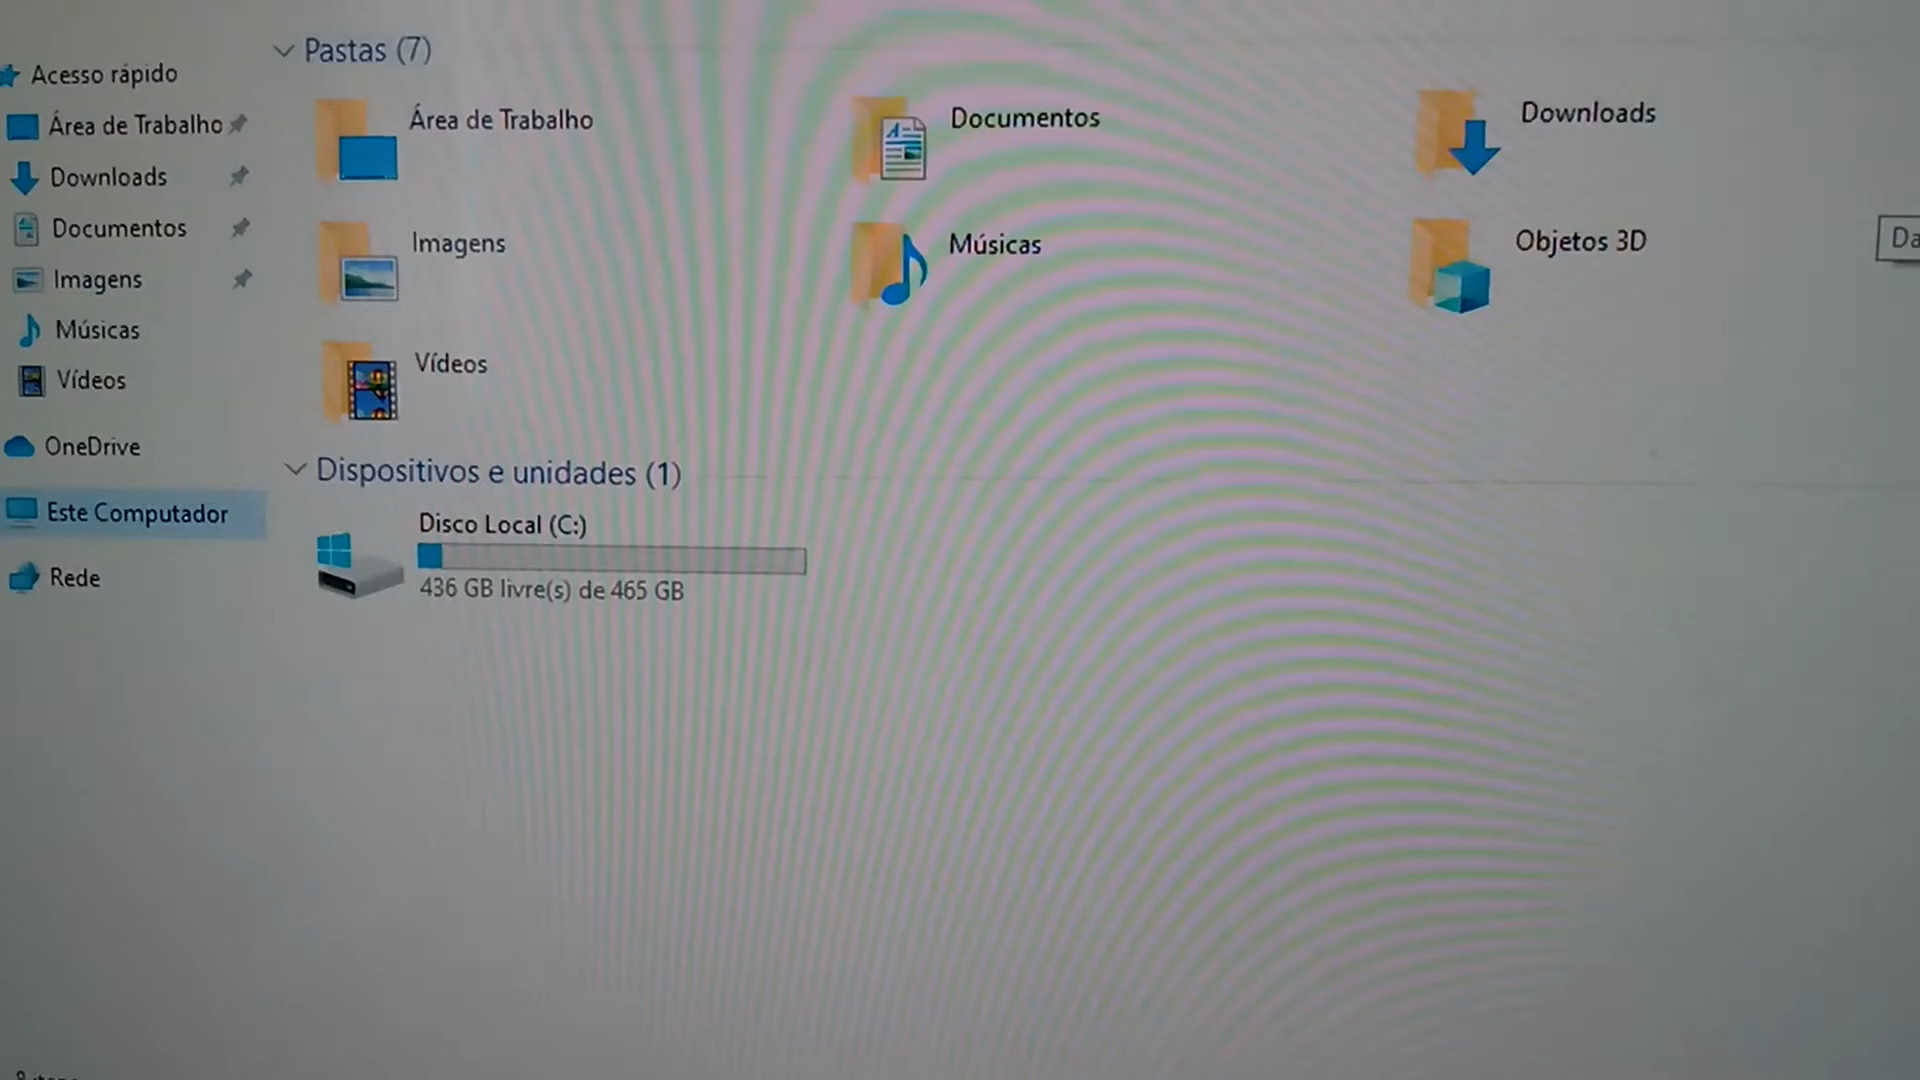 Acesso rápido
Área de Trabalho
Downloads
Documentos
Imagens
Músicas
Vídeos
OneDrive
Este Computador
Rede
Pastas (7)
Área de Trabalho
Documentos
Downloads
Imagens
Músicas
Objetos 3D
Vídeos
Dispositivos e unidades (1)
Disco Local (C:)
436 GB livre(s) de 465 GB